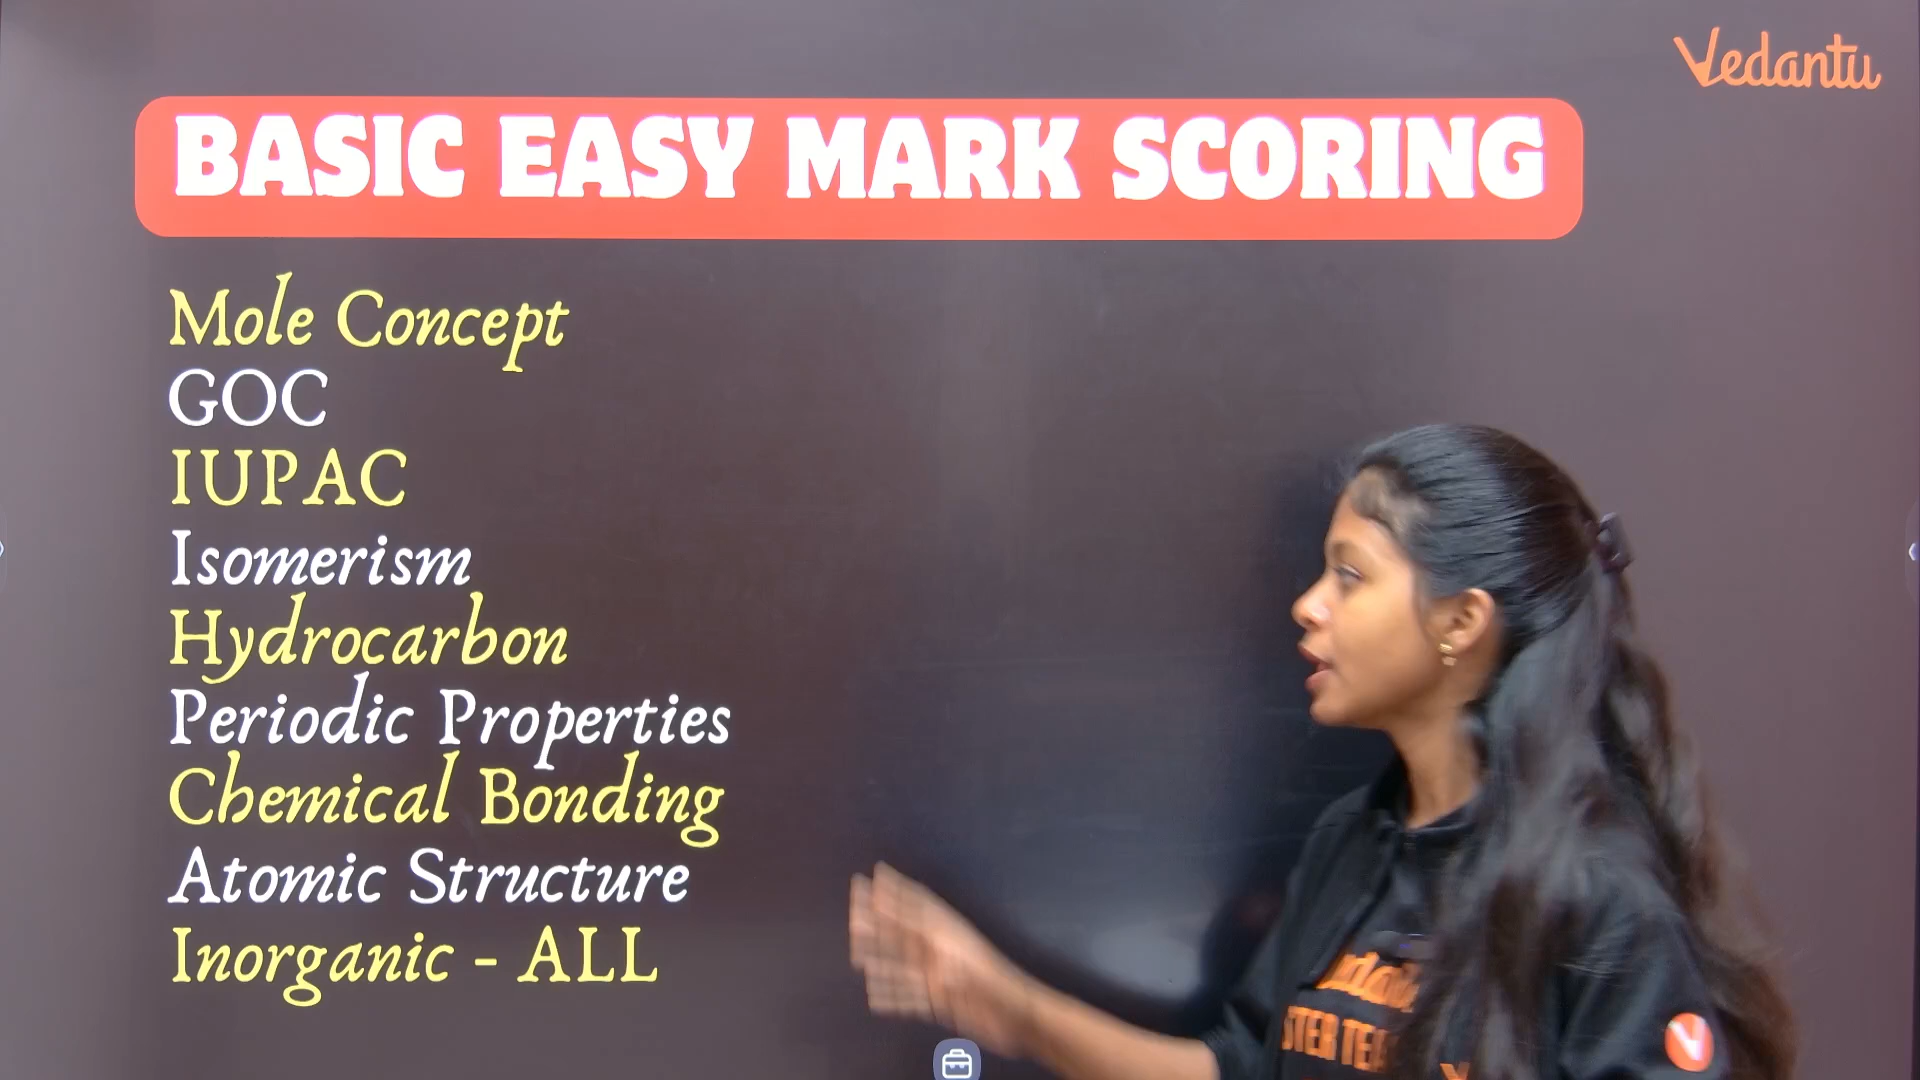 Vedantu
BASIC EASY MARK SCORING
Mole Concept
GOC
IUPAC
Isomerism
Hydrocarbon
Periodic Properties
Chemical Bonding
Atomic Structure
Inorganic - ALL